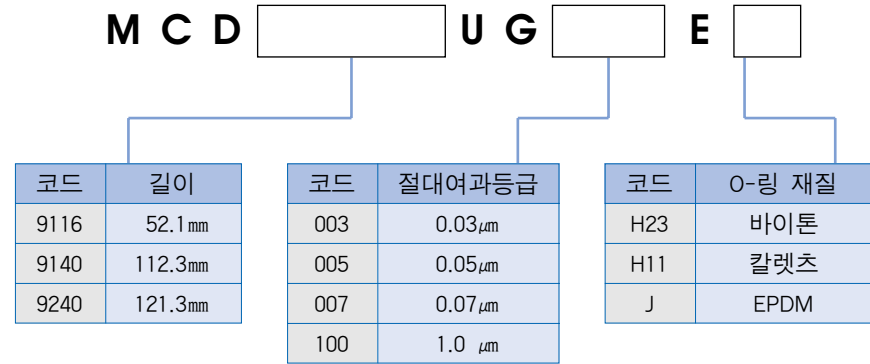 MCD UG E
코드 길이
9116 52.1㎜
9140 112.3㎜
9240 121.3㎜
코드 절대여과등급
003 0.03㎛
005 0.05㎛
007 0.07㎛
100 1.0 ㎛
코드 O-링 재질
H23 바이톤
H11 칼렛츠
J EPDM